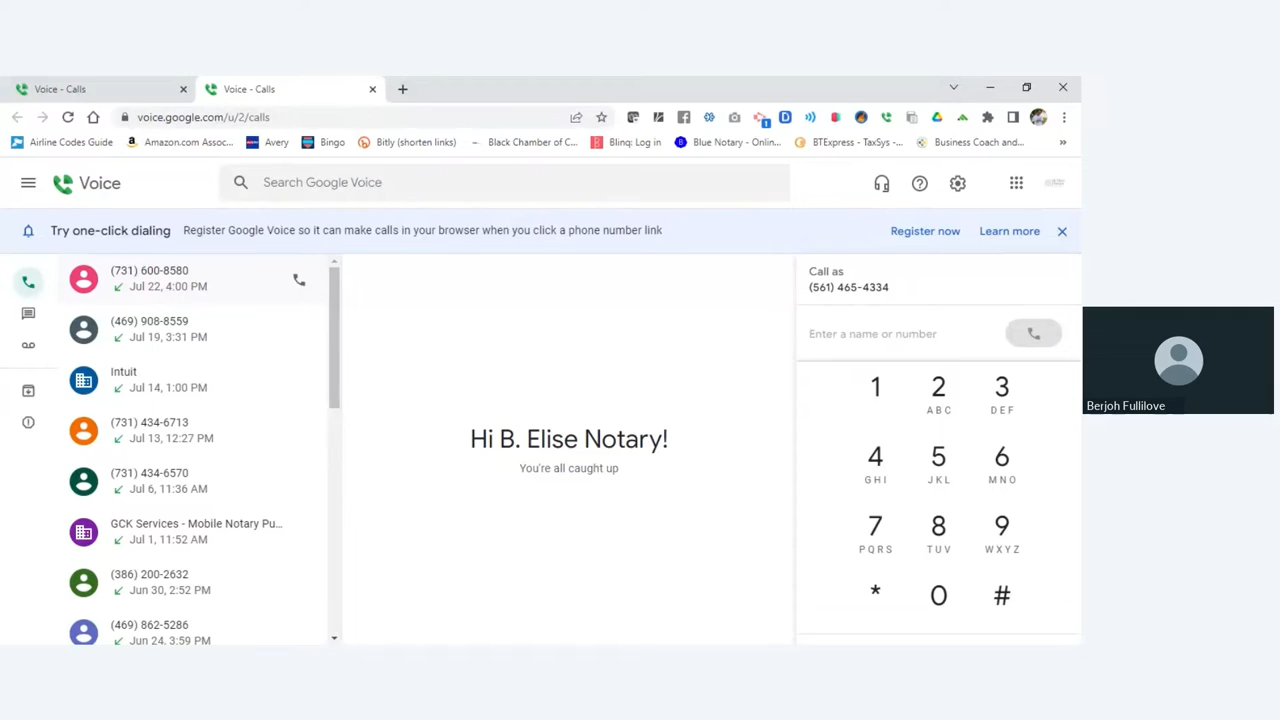 Voice - Calls
Voice - Calls
voice.google.com/u/2/calls
1
Airline Codes Guide
Amazon.com Assoc...
Avery
Bingo
Bitly (shorten links)
Black Chamber of C...
Blinq: Log in
Blue Notary - Onlin...
BTExpress - TaxSys -...
Business Coach and...
»
Voice
Search Google Voice
Try one-click dialing
Register Google Voice so it can make calls in your browser when you click a phone number link
Register now
Learn more
(731) 600-8580
Jul 22, 4:00 PM
(469) 908-8559
Jul 19, 3:31 PM
Intuit
Jul 14, 1:00 PM
(731) 434-6713
Jul 13, 12:27 PM
(731) 434-6570
Jul 6, 11:36 AM
GCK Services - Mobile Notary Pu...
Jul 1, 11:52 AM
(386) 200-2632
Jun 30, 2:52 PM
(469) 862-5286
Jun 24, 3:59 PM
Hi B. Elise Notary!
You're all caught up
Call as
(561) 465-4334
Enter a name or number
1
2
3
ABC
DEF
4
5
6
GHI
JKL
MNO
7
8
9
PQRS
TUV
WXYZ
*
0
#
Berjoh Fullilove